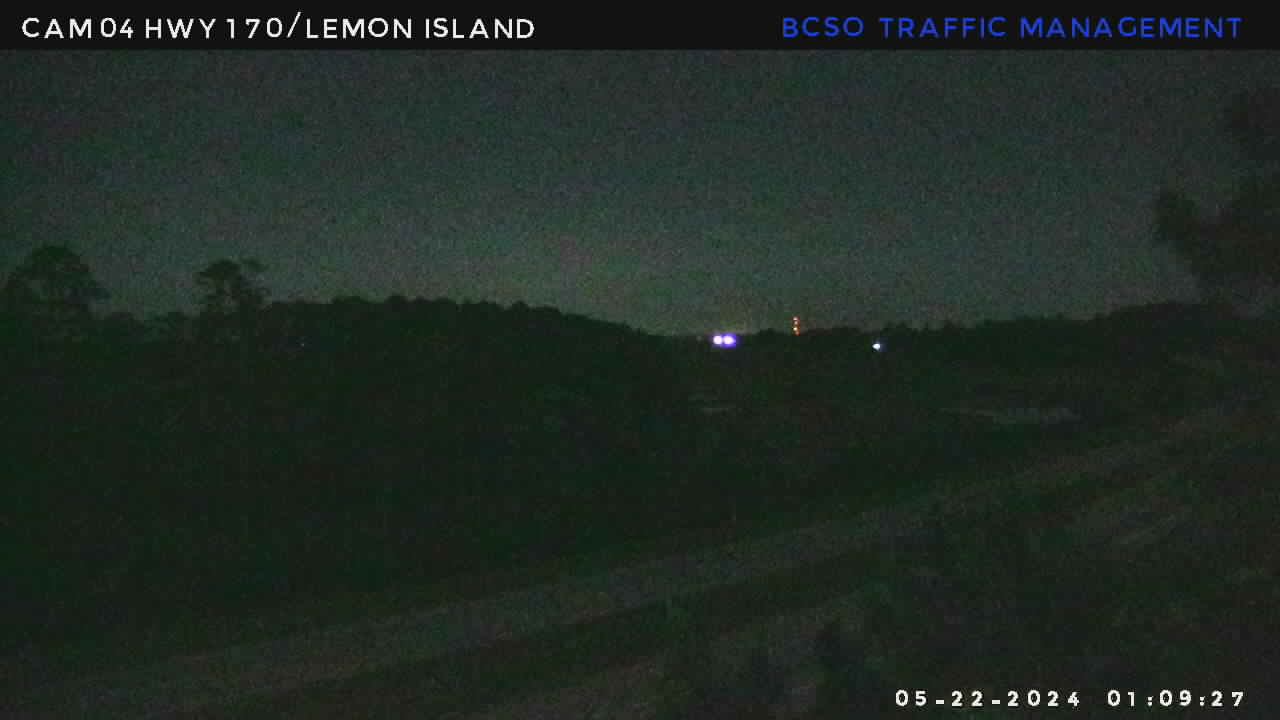 CAM04 HWY 170/LEMON ISLAND
BCSO TRAFFIC MANAGEMENT
05-22-2024 01:09:27